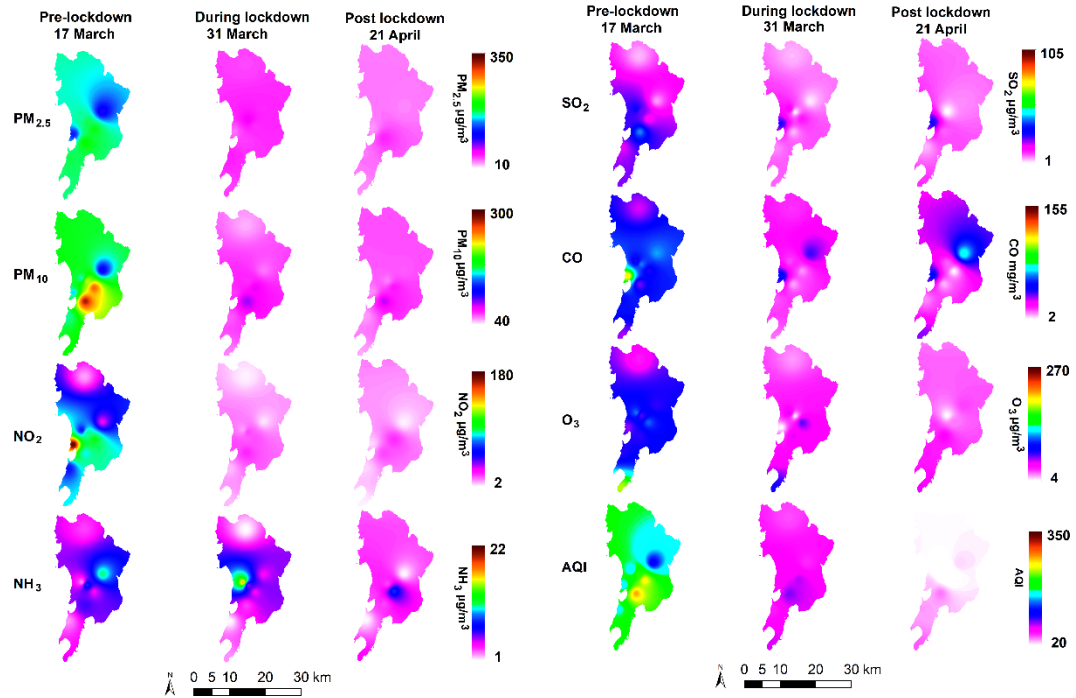 Pre-lockdown During lockdown Post lockdown
17 March 31 March 21 April
PM2.5
350
PM2.5 µg/m³
10
PM10
300
PM10 µg/m³
40
NO2
180
NO2 µg/m³
2
NH3
22
NH3 µg/m³
1
N
0 5 10 20 30 km
Pre-lockdown During lockdown Post lockdown
17 March 31 March 21 April
SO2
105
SO2 µg/m³
1
CO
155
CO mg/m³
2
O3
270
O3 µg/m³
4
AQI
350
AQI
20
N
0 5 10 20 30 km